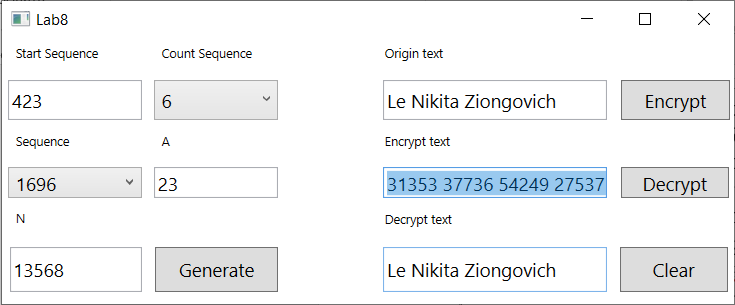 Lab8
Start Sequence Count Sequence Origin text
423 6 Le Nikita Ziongovich Encrypt
Sequence A Encrypt text
1696 23 31353 37736 54249 27537 Decrypt
N Decrypt text
13568 Generate Le Nikita Ziongovich Clear